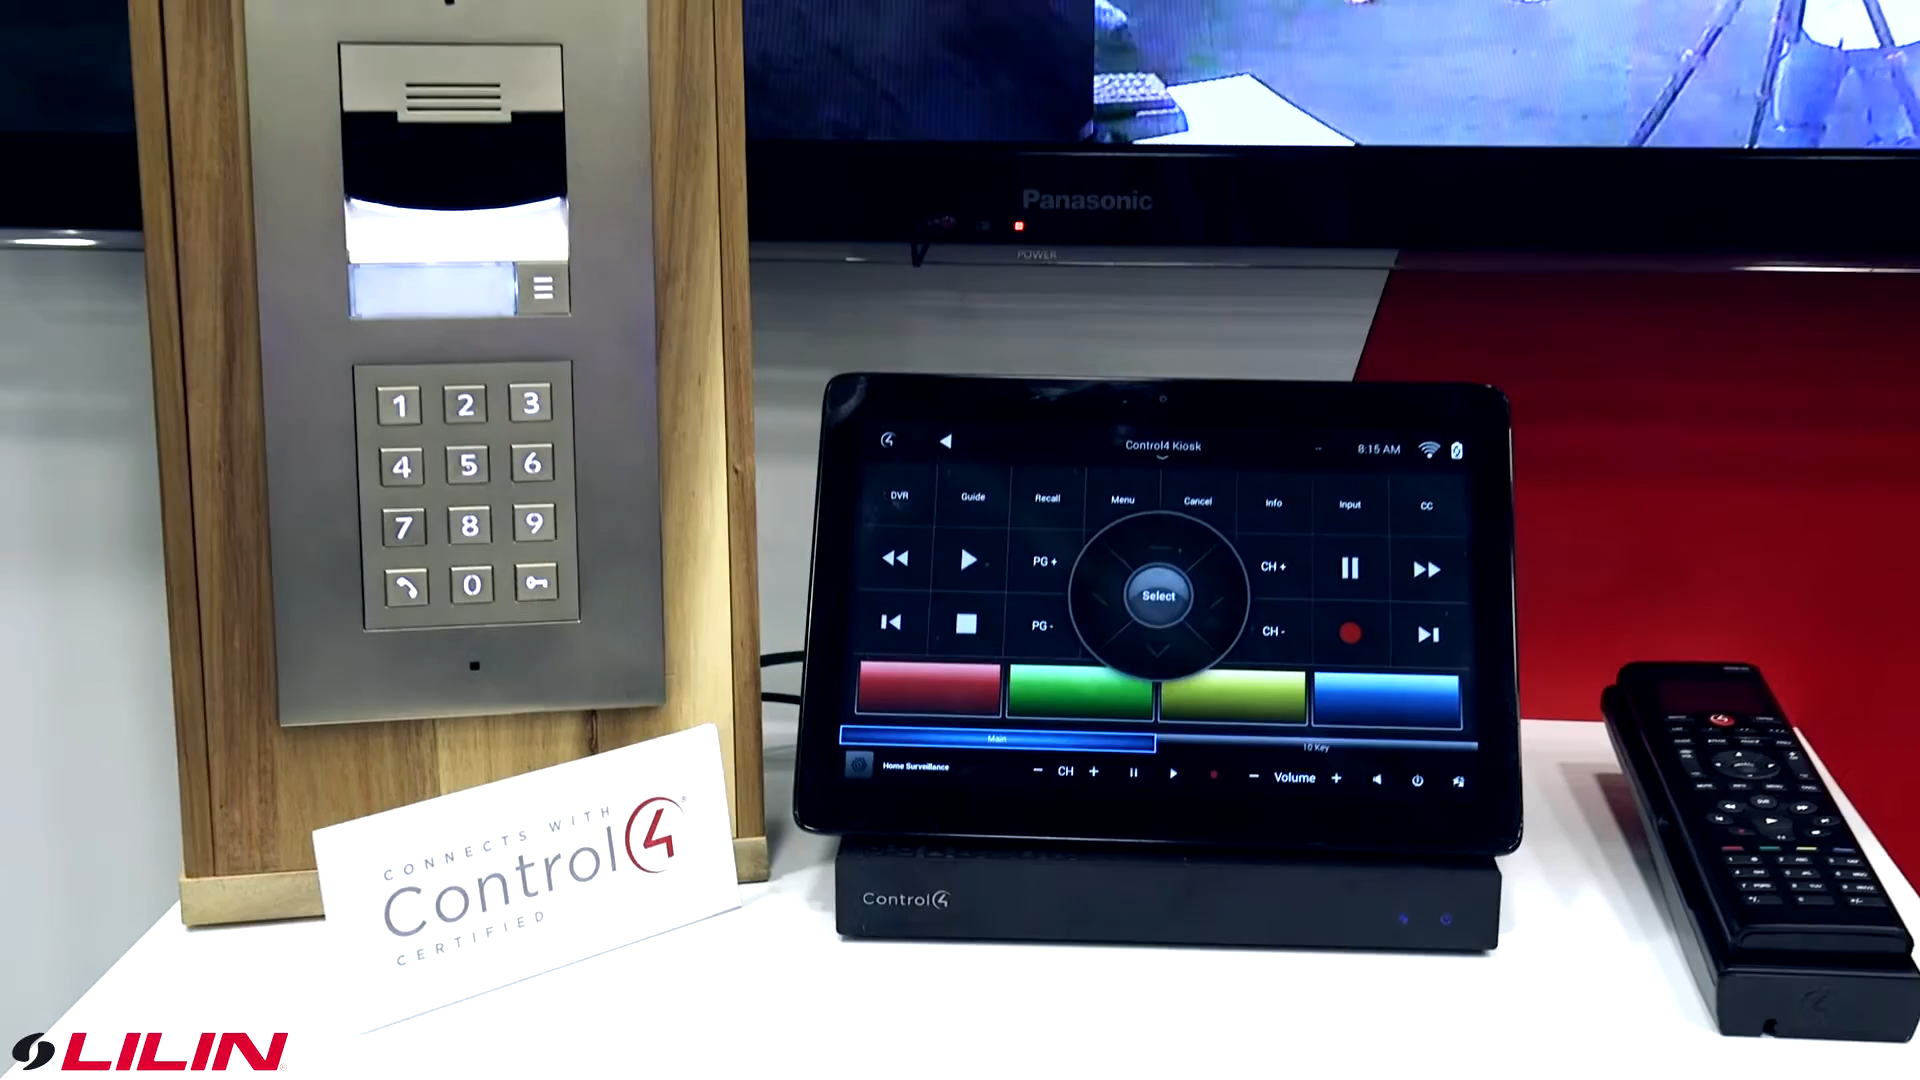 Panasonic
POWER
1 2 3
4 5 6
7 8 9
0
Control4 Kiosk
8:15 AM
DVR Guide Recall Menu Cancel Info Input CC
PG + CH +
Select
PG - CH -
Main 10 Key
Home Surveillance
− CH + − Volume +
Control4
CONNECTS WITH
Control4®
CERTIFIED
LILIN®